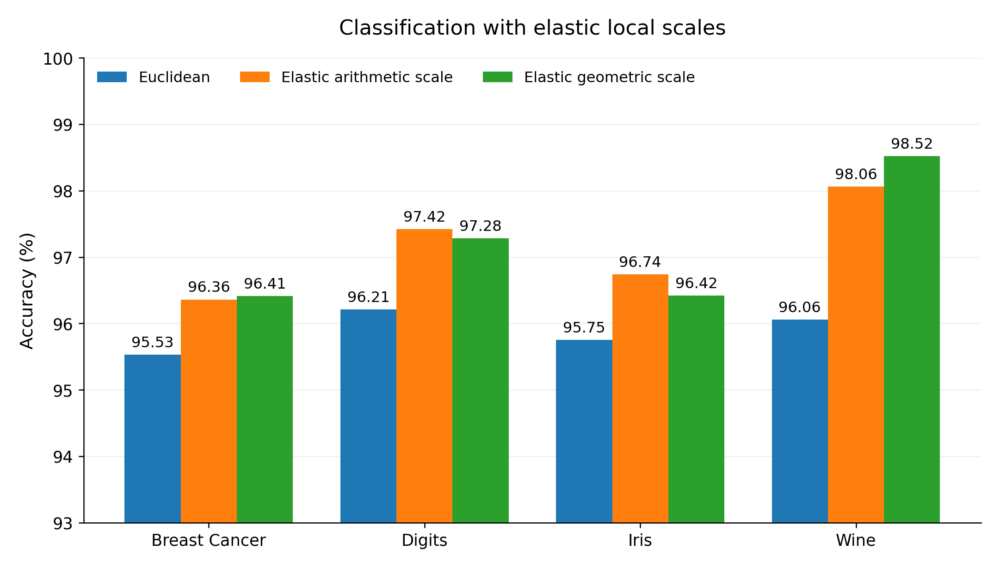 Classification with elastic local scales
Euclidean
Elastic arithmetic scale
Elastic geometric scale
Accuracy (%)
100
99
98
97
96
95
94
93
95.53
96.36
96.41
96.21
97.42
97.28
95.75
96.74
96.42
96.06
98.06
98.52
Breast Cancer
Digits
Iris
Wine